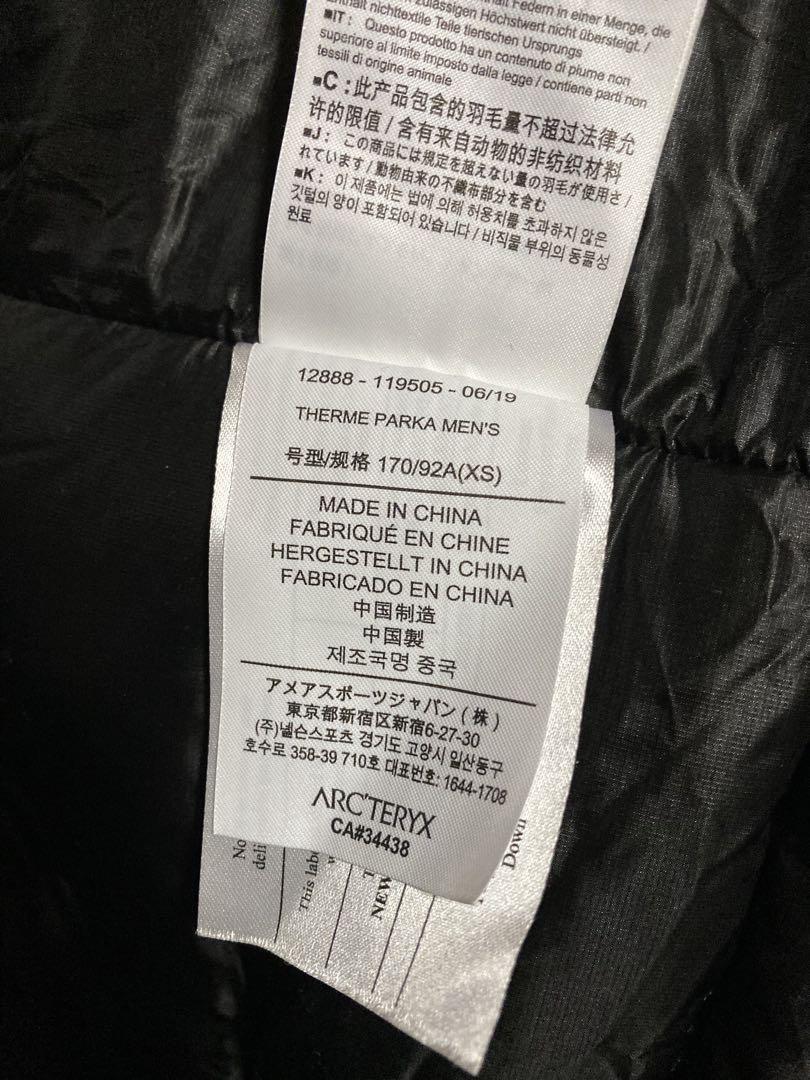 hält Federn in einer Menge, die
zulässigen Höchstwert nicht übersteigt. /
Enthält nichttextile Teile tierischen Ursprungs
■IT : Questo prodotto ha un contenuto di piume non
superiore al limite imposto dalla legge / contiene parti non
tessili di origine animale
■C : 此产品包含的羽毛量不超过法律允
许的限值 / 含有来自动物的非纺织材料
■J : この商品には規定を超えない量の羽毛が使用さ
れています / 動物由来の不織布部分を含む
■K : 이 제품에는 법에 의해 허용치를 초과하지 않은
깃털의 양이 포함되어 있습니다 / 비직물 부위의 동물성
원료
12888 - 119505 - 06/19
THERME PARKA MEN'S
号型/规格 170/92A(XS)
MADE IN CHINA
FABRIQUÉ EN CHINE
HERGESTELLT IN CHINA
FABRICADO EN CHINA
中国制造
中国製
제조국명 중국
アメアスポーツジャパン ( 株 )
東京都新宿区新宿6-27-30
(주)넬슨스포츠 경기도 고양시 일산동구
호수로 358-39 710호 대표번호: 1644-1708
ARC'TERYX
CA#34438
No
deli
This lab
NEW
Down